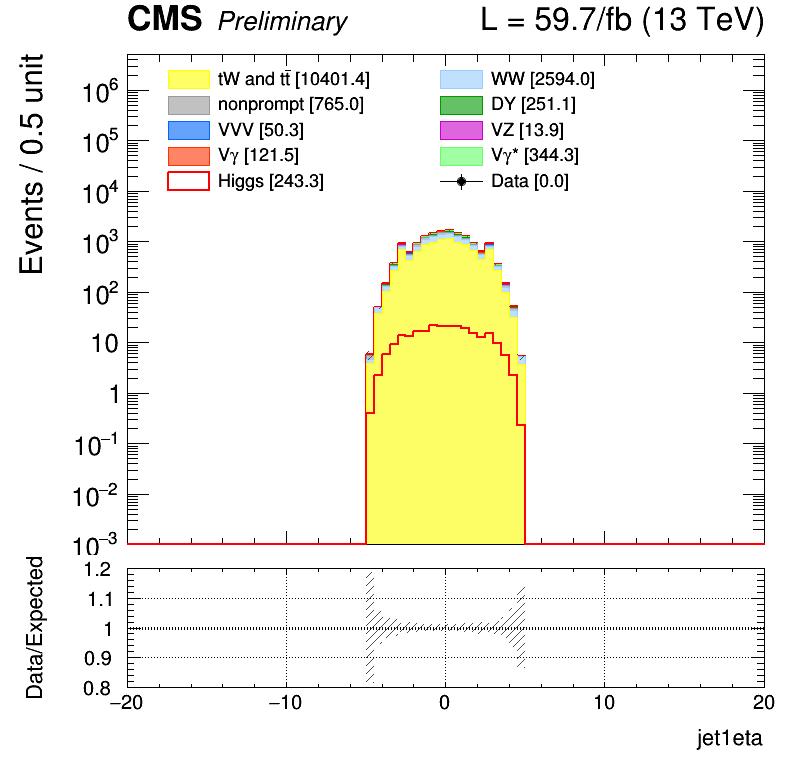 CMS Preliminary L = 59.7/fb (13 TeV)
Events / 0.5 unit
tW and tt̄ [10401.4] WW [2594.0]
nonprompt [765.0] DY [251.1]
VVV [50.3] VZ [13.9]
Vγ [121.5] Vγ* [344.3]
Higgs [243.3] Data [0.0]
10⁶
10⁵
10⁴
10³
10²
10
1
10⁻¹
10⁻²
10⁻³
Data/Expected
1.2
1.1
1
0.9
0.8
−20 −10 0 10 20
jet1eta